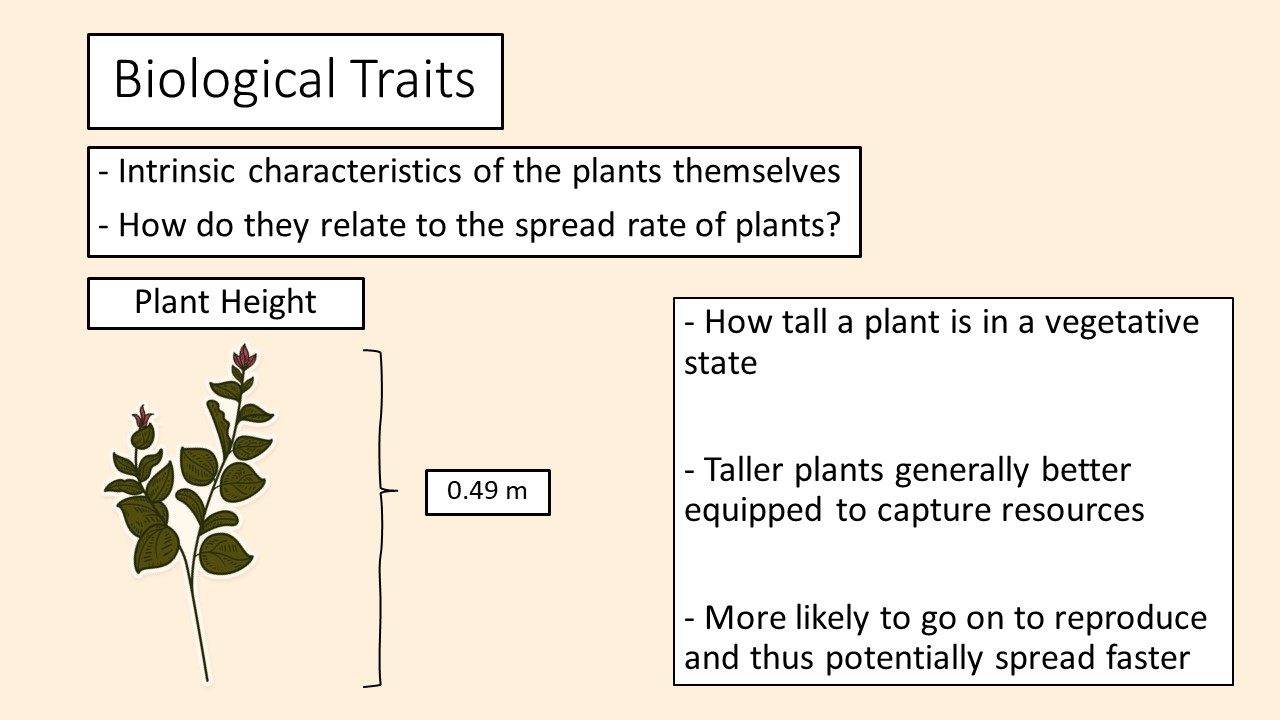 Biological Traits
- Intrinsic characteristics of the plants themselves
- How do they relate to the spread rate of plants?
Plant Height
0.49 m
- How tall a plant is in a vegetative
state
- Taller plants generally better
equipped to capture resources
- More likely to go on to reproduce
and thus potentially spread faster